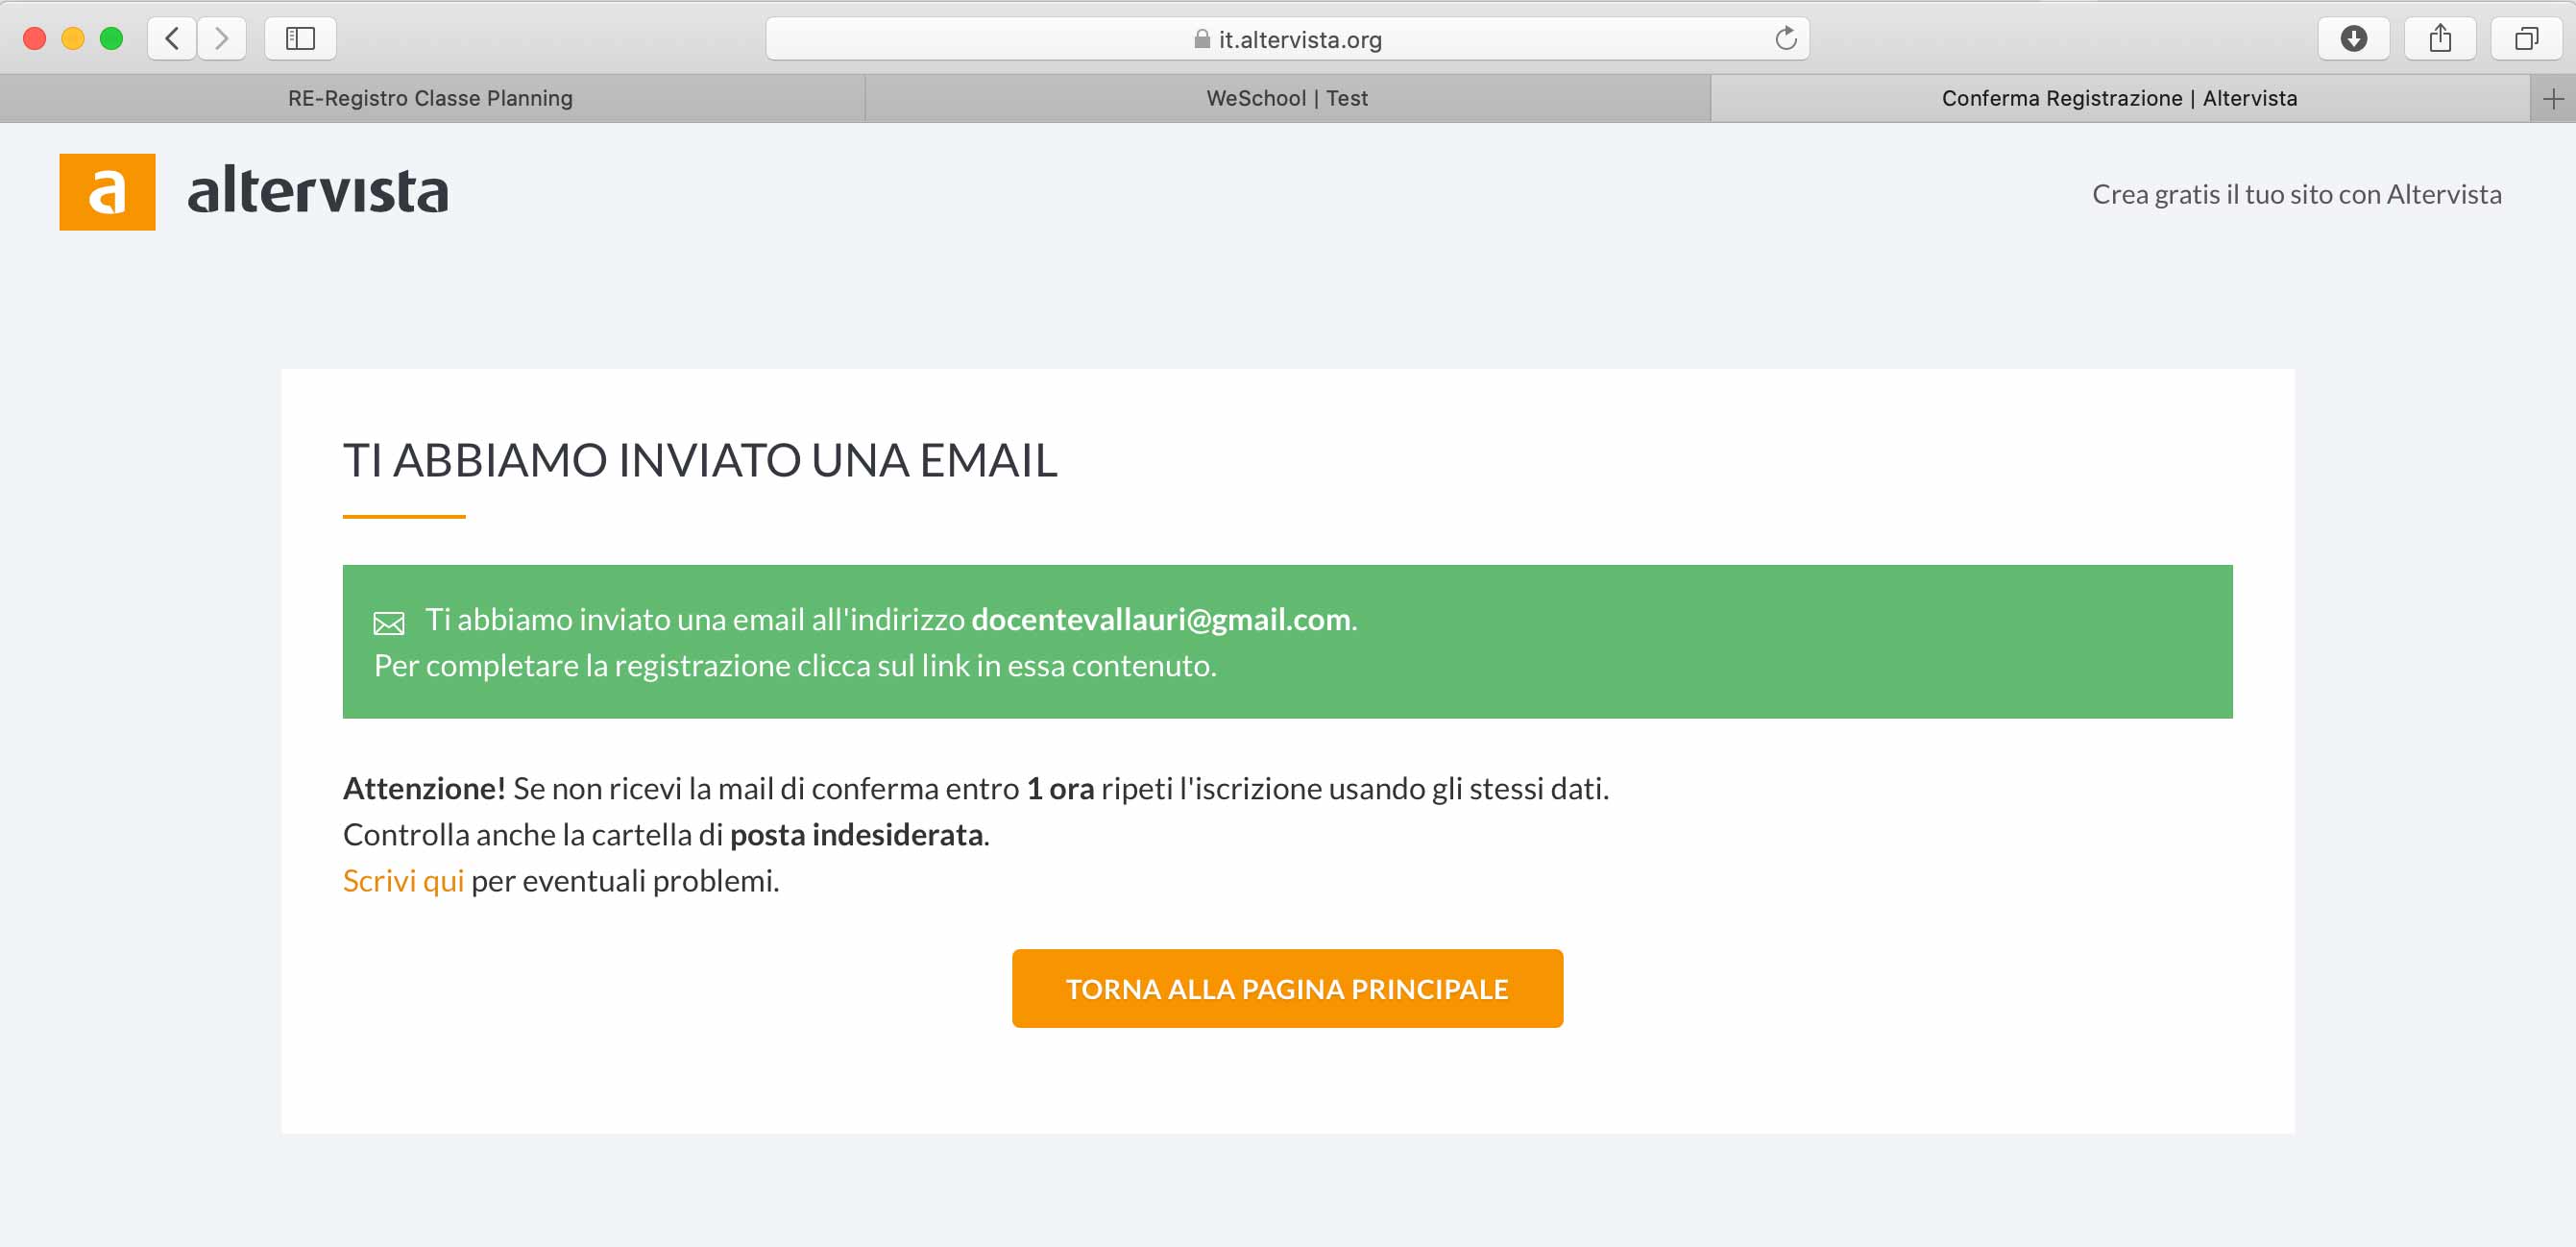 it.altervista.org
RE-Registro Classe Planning
WeSchool | Test
Conferma Registrazione | Altervista
a altervista
Crea gratis il tuo sito con Altervista
TI ABBIAMO INVIATO UNA EMAIL
Ti abbiamo inviato una email all'indirizzo docentevallauri@gmail.com.
Per completare la registrazione clicca sul link in essa contenuto.
Attenzione! Se non ricevi la mail di conferma entro 1 ora ripeti l'iscrizione usando gli stessi dati.
Controlla anche la cartella di posta indesiderata.
Scrivi qui per eventuali problemi.
TORNA ALLA PAGINA PRINCIPALE